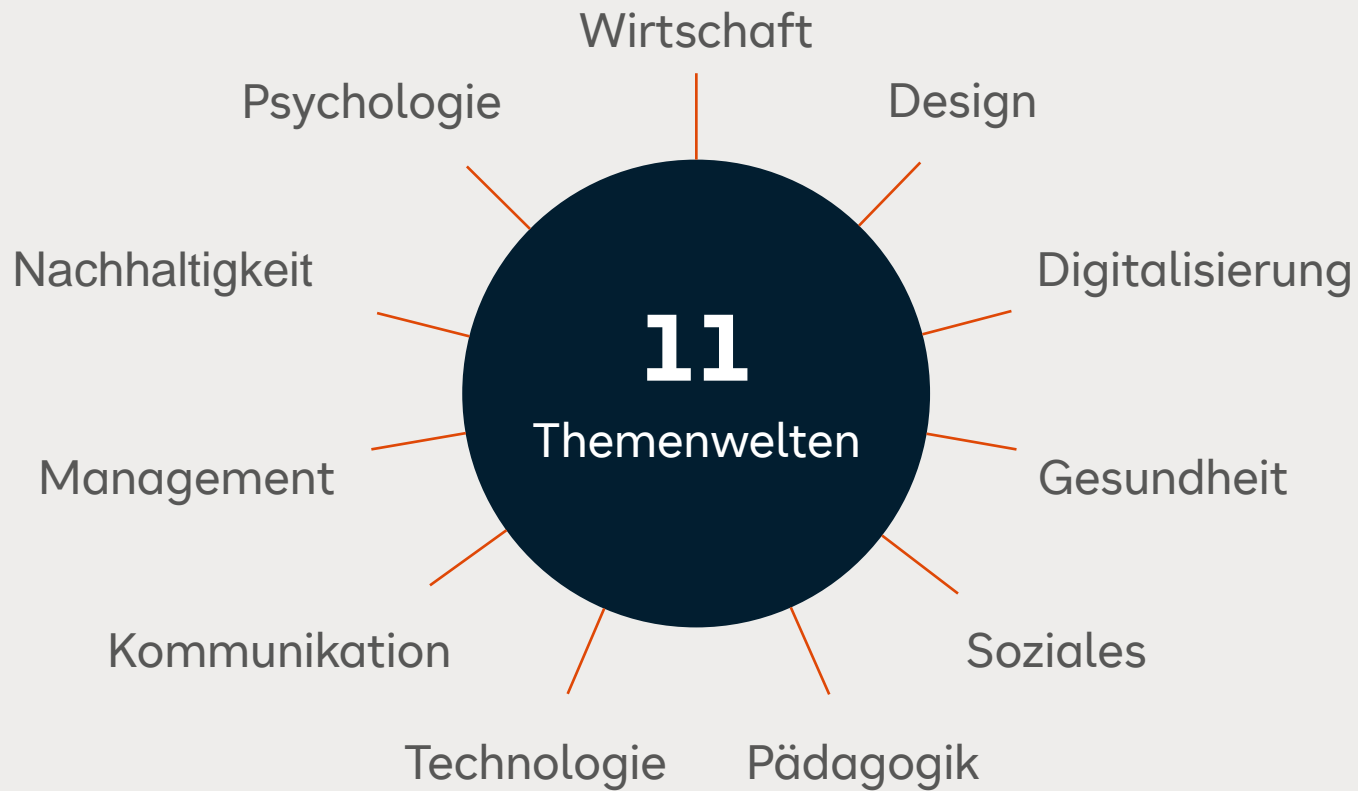 Wirtschaft
Psychologie
Design
Nachhaltigkeit
Digitalisierung
11
Themenwelten
Management
Gesundheit
Kommunikation
Soziales
Technologie
Pädagogik